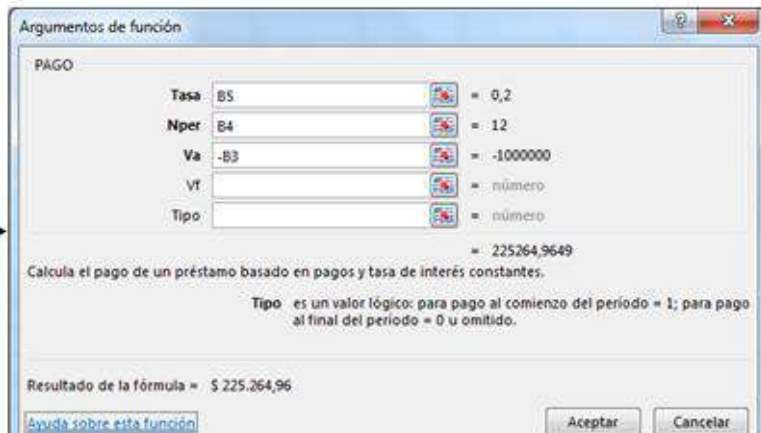 Argumentos de función
PAGO
Tasa B5 = 0,2
Nper B4 = 12
Va -B3 = -1000000
Vf = número
Tipo = número
= 225264,9649
Calcula el pago de un préstamo basado en pagos y tasa de interés constantes.
Tipo es un valor lógico: para pago al comienzo del período = 1; para pago
al final del período = 0 u omitido.
Resultado de la fórmula = $ 225.264,96
Ayuda sobre esta función
Aceptar Cancelar